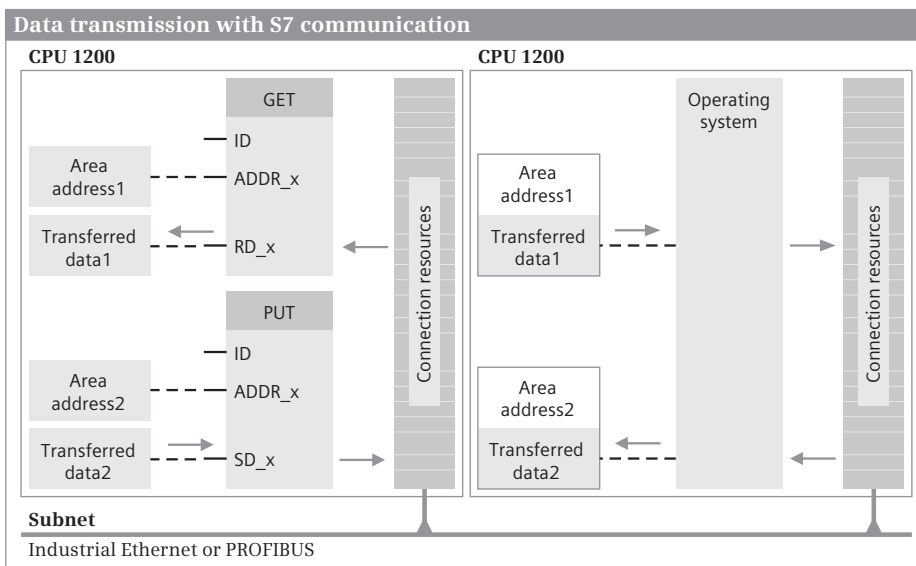 Data transmission with S7 communication
CPU 1200
GET
ID
Area
address1
ADDR_x
Transferred
data1
RD_x
PUT
ID
Area
address2
ADDR_x
Transferred
data2
SD_x
Connection resources
CPU 1200
Operating
system
Area
address1
Transferred
data1
Area
address2
Transferred
data2
Connection resources
Subnet
Industrial Ethernet or PROFIBUS